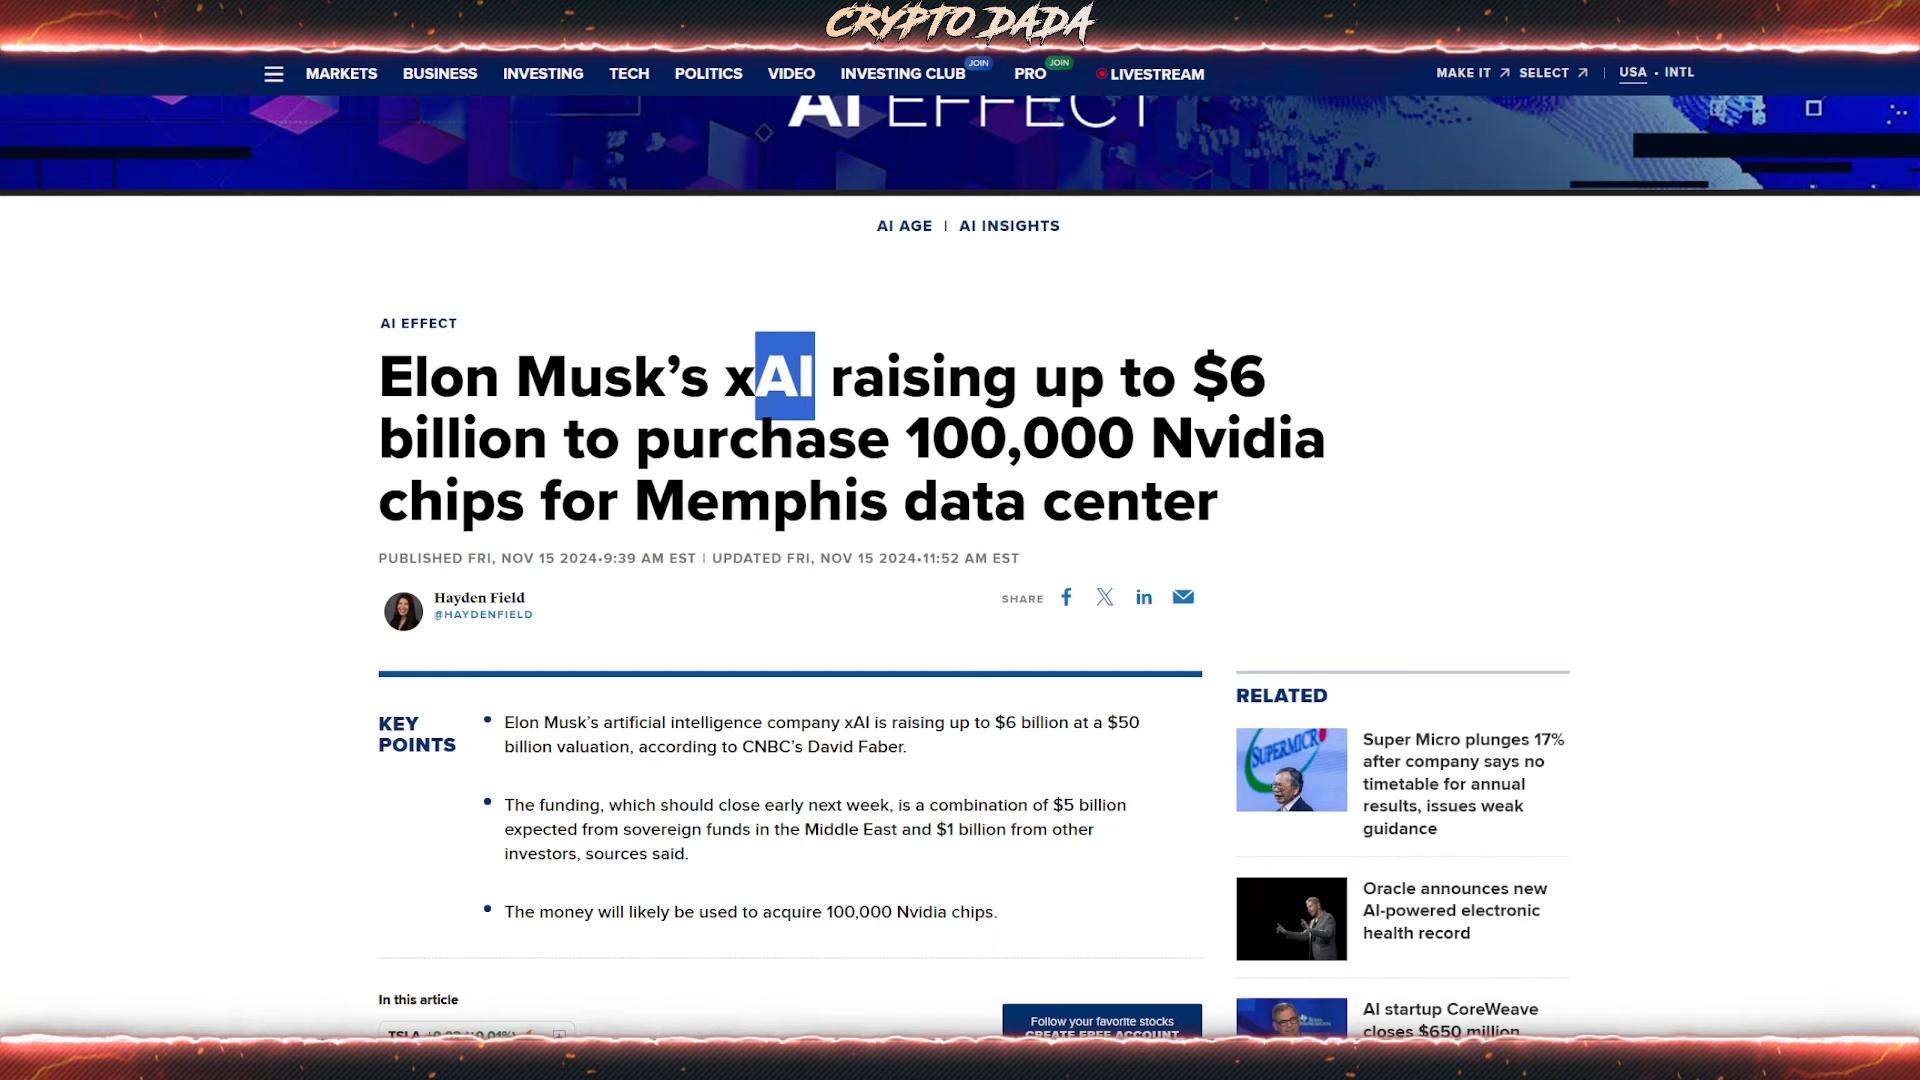 CRYPTO DADA
MARKETS BUSINESS INVESTING TECH POLITICS VIDEO INVESTING CLUB JOIN PRO JOIN LIVESTREAM MAKE IT SELECT USA • INTL
AI EFFECT
AI AGE | AI INSIGHTS
AI EFFECT
Elon Musk’s xAI raising up to $6
billion to purchase 100,000 Nvidia
chips for Memphis data center
PUBLISHED FRI, NOV 15 2024•9:39 AM EST | UPDATED FRI, NOV 15 2024•11:52 AM EST
Hayden Field
@HAYDENFIELD
SHARE
KEY
POINTS
Elon Musk’s artificial intelligence company xAI is raising up to $6 billion at a $50
billion valuation, according to CNBC’s David Faber.
The funding, which should close early next week, is a combination of $5 billion
expected from sovereign funds in the Middle East and $1 billion from other
investors, sources said.
The money will likely be used to acquire 100,000 Nvidia chips.
In this article
Follow your favorite stocks
CREATE FREE ACCOUNT
RELATED
SUPERMICR
Super Micro plunges 17%
after company says no
timetable for annual
results, issues weak
guidance
Oracle announces new
AI-powered electronic
health record
AI startup CoreWeave
closes $650 million